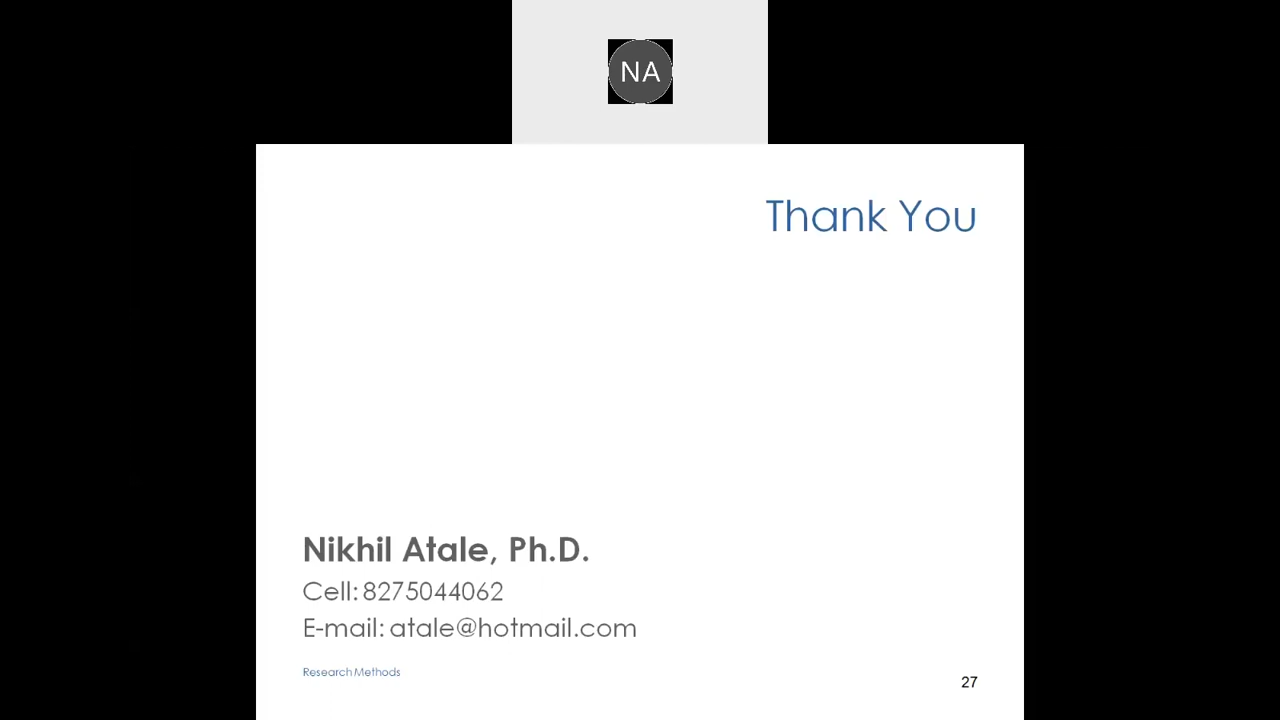 NA
Thank You
Nikhil Atale, Ph.D.
Cell: 8275044062
E-mail: atale@hotmail.com
Research Methods
27